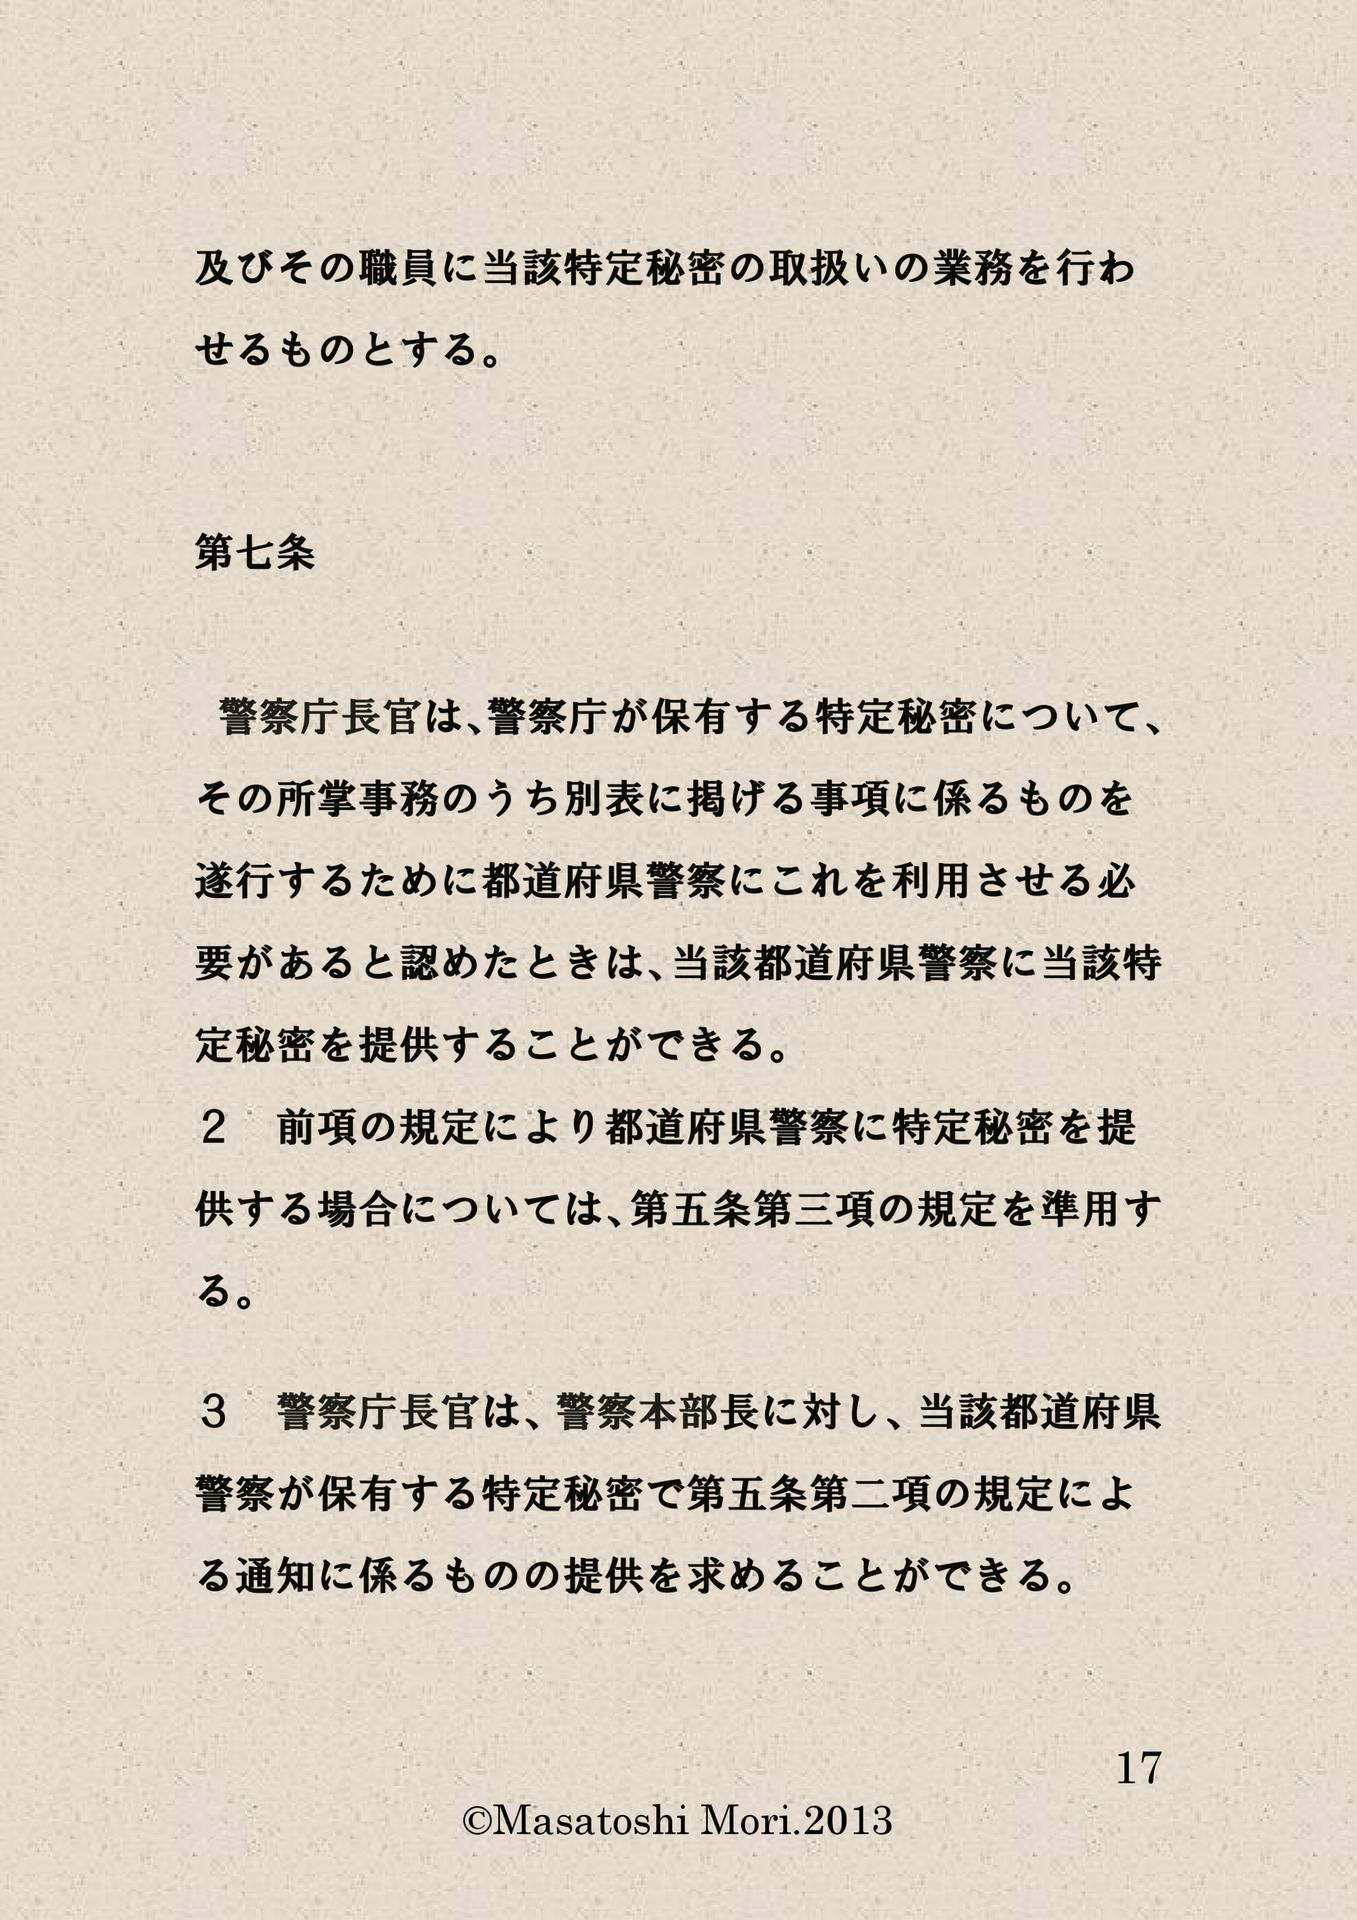 及びその職員に当該特定秘密の取扱いの業務を行わ
せるものとする。
第七条
警察庁長官は、警察庁が保有する特定秘密について、
その所掌事務のうち別表に掲げる事項に係るものを
遂行するために都道府県警察にこれを利用させる必
要があると認めたときは、当該都道府県警察に当該特
定秘密を提供することができる。
２　前項の規定により都道府県警察に特定秘密を提
供する場合については、第五条第三項の規定を準用す
る。
３　警察庁長官は、警察本部長に対し、当該都道府県
警察が保有する特定秘密で第五条第二項の規定によ
る通知に係るものの提供を求めることができる。
17
©Masatoshi Mori.2013